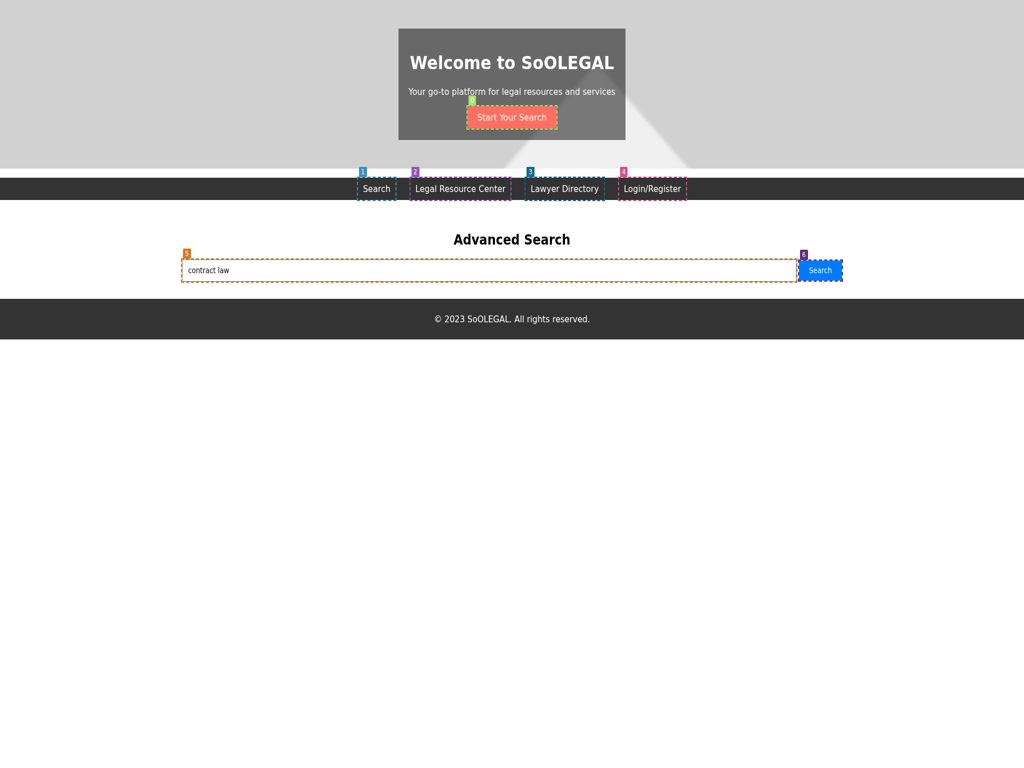 Welcome to SoOLEGAL
Your go-to platform for legal resources and services
0
Start Your Search
1 2 3 4
Search Legal Resource Center Lawyer Directory Login/Register
Advanced Search
5 6
contract law Search
© 2023 SoOLEGAL. All rights reserved.